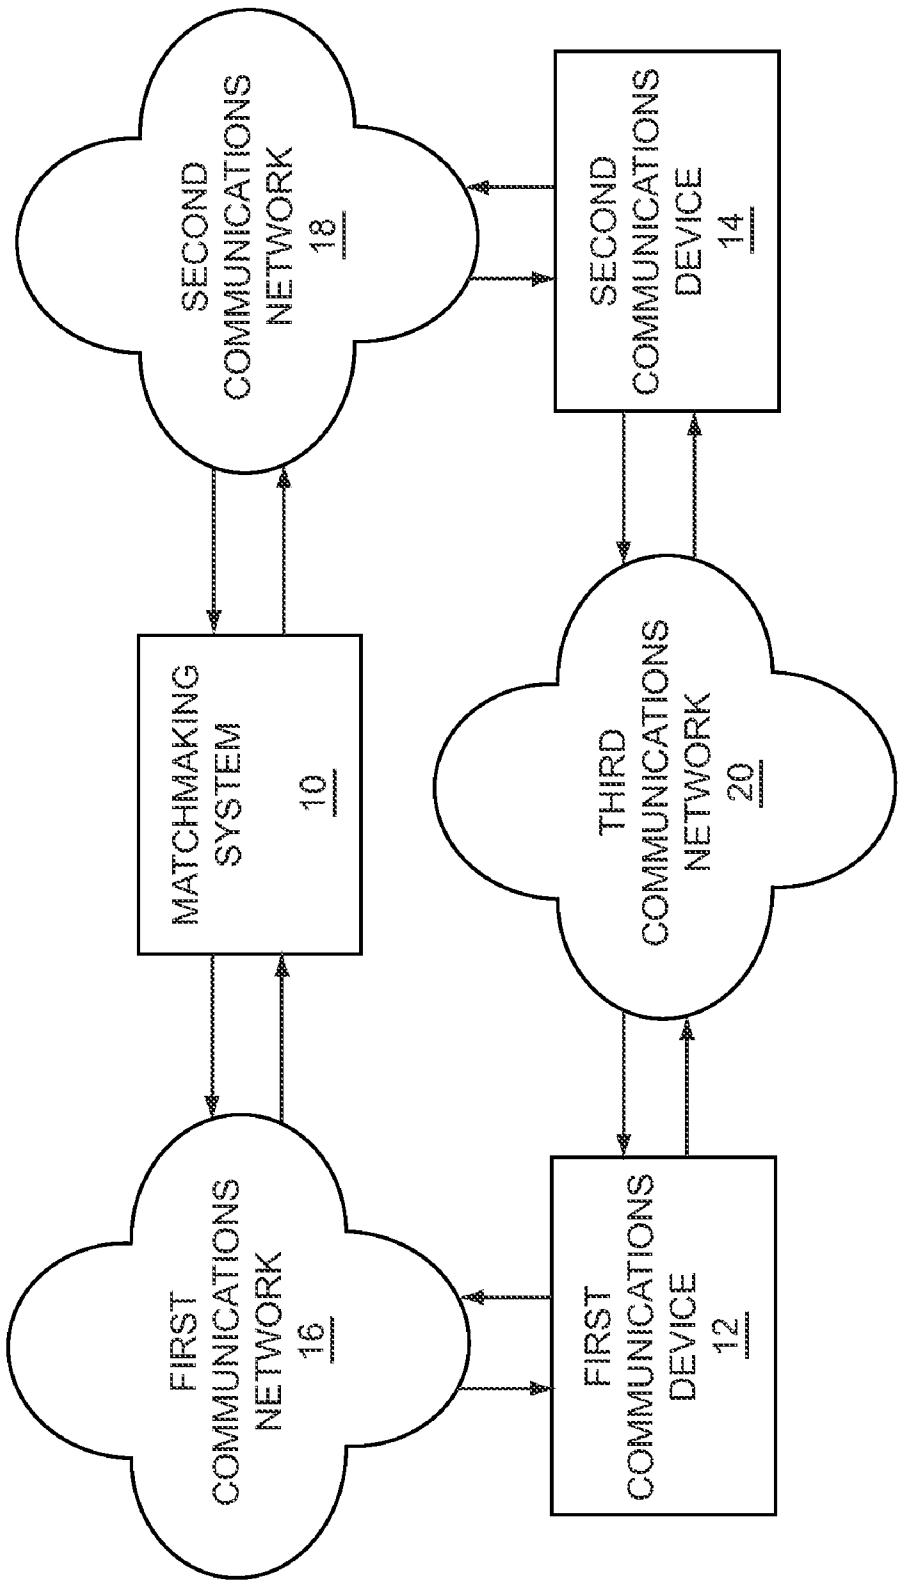 FIRST
COMMUNICATIONS
NETWORK
16
MATCHMAKING
SYSTEM
10
SECOND
COMMUNICATIONS
NETWORK
18
FIRST
COMMUNICATIONS
DEVICE
12
THIRD
COMMUNICATIONS
NETWORK
20
SECOND
COMMUNICATIONS
DEVICE
14